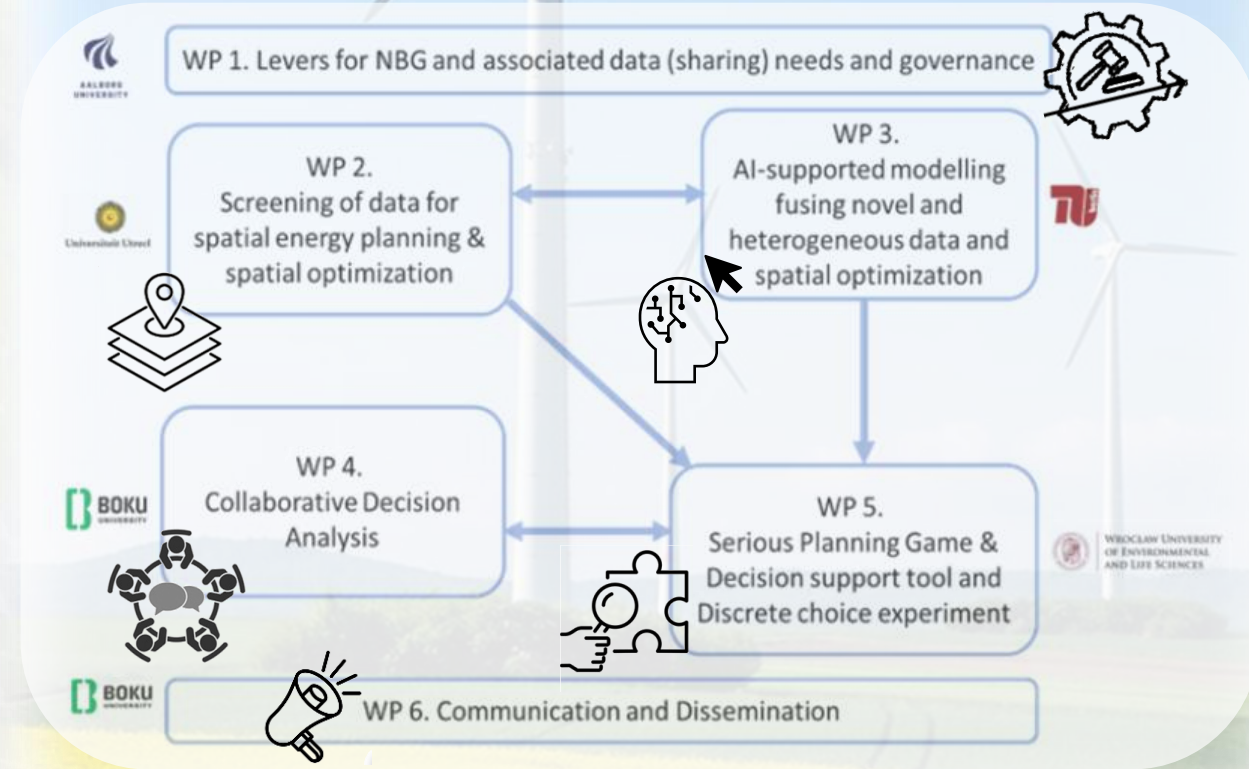 AALBORG
UNIVERSITY
WP 1. Levers for NBG and associated data (sharing) needs and governance
WP 2.
Screening of data for
spatial energy planning &
spatial optimization
WP 3.
AI-supported modelling
fusing novel and
heterogeneous data and
spatial optimization
Universiteit Utrecht
WP 4.
Collaborative Decision
Analysis
BOKU
UNIVERSITY
WP 5.
Serious Planning Game &
Decision support tool and
Discrete choice experiment
WROCŁAW UNIVERSITY
OF ENVIRONMENTAL
AND LIFE SCIENCES
BOKU
UNIVERSITY
WP 6. Communication and Dissemination